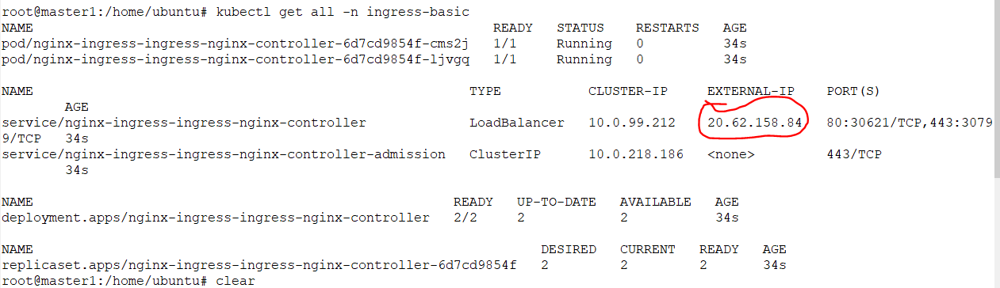 root@master1:/home/ubuntu# kubectl get all -n ingress-basic
NAME READY STATUS RESTARTS AGE
pod/nginx-ingress-ingress-nginx-controller-6d7cd9854f-cms2j 1/1 Running 0 34s
pod/nginx-ingress-ingress-nginx-controller-6d7cd9854f-ljvgq 1/1 Running 0 34s
NAME TYPE CLUSTER-IP EXTERNAL-IP PORT(S)
AGE
service/nginx-ingress-ingress-nginx-controller LoadBalancer 10.0.99.212 20.62.158.84 80:30621/TCP,443:3079
9/TCP 34s
service/nginx-ingress-ingress-nginx-controller-admission ClusterIP 10.0.218.186 <none> 443/TCP
34s
NAME READY UP-TO-DATE AVAILABLE AGE
deployment.apps/nginx-ingress-ingress-nginx-controller 2/2 2 2 34s
NAME DESIRED CURRENT READY AGE
replicaset.apps/nginx-ingress-ingress-nginx-controller-6d7cd9854f 2 2 2 34s
root@master1:/home/ubuntu# clear